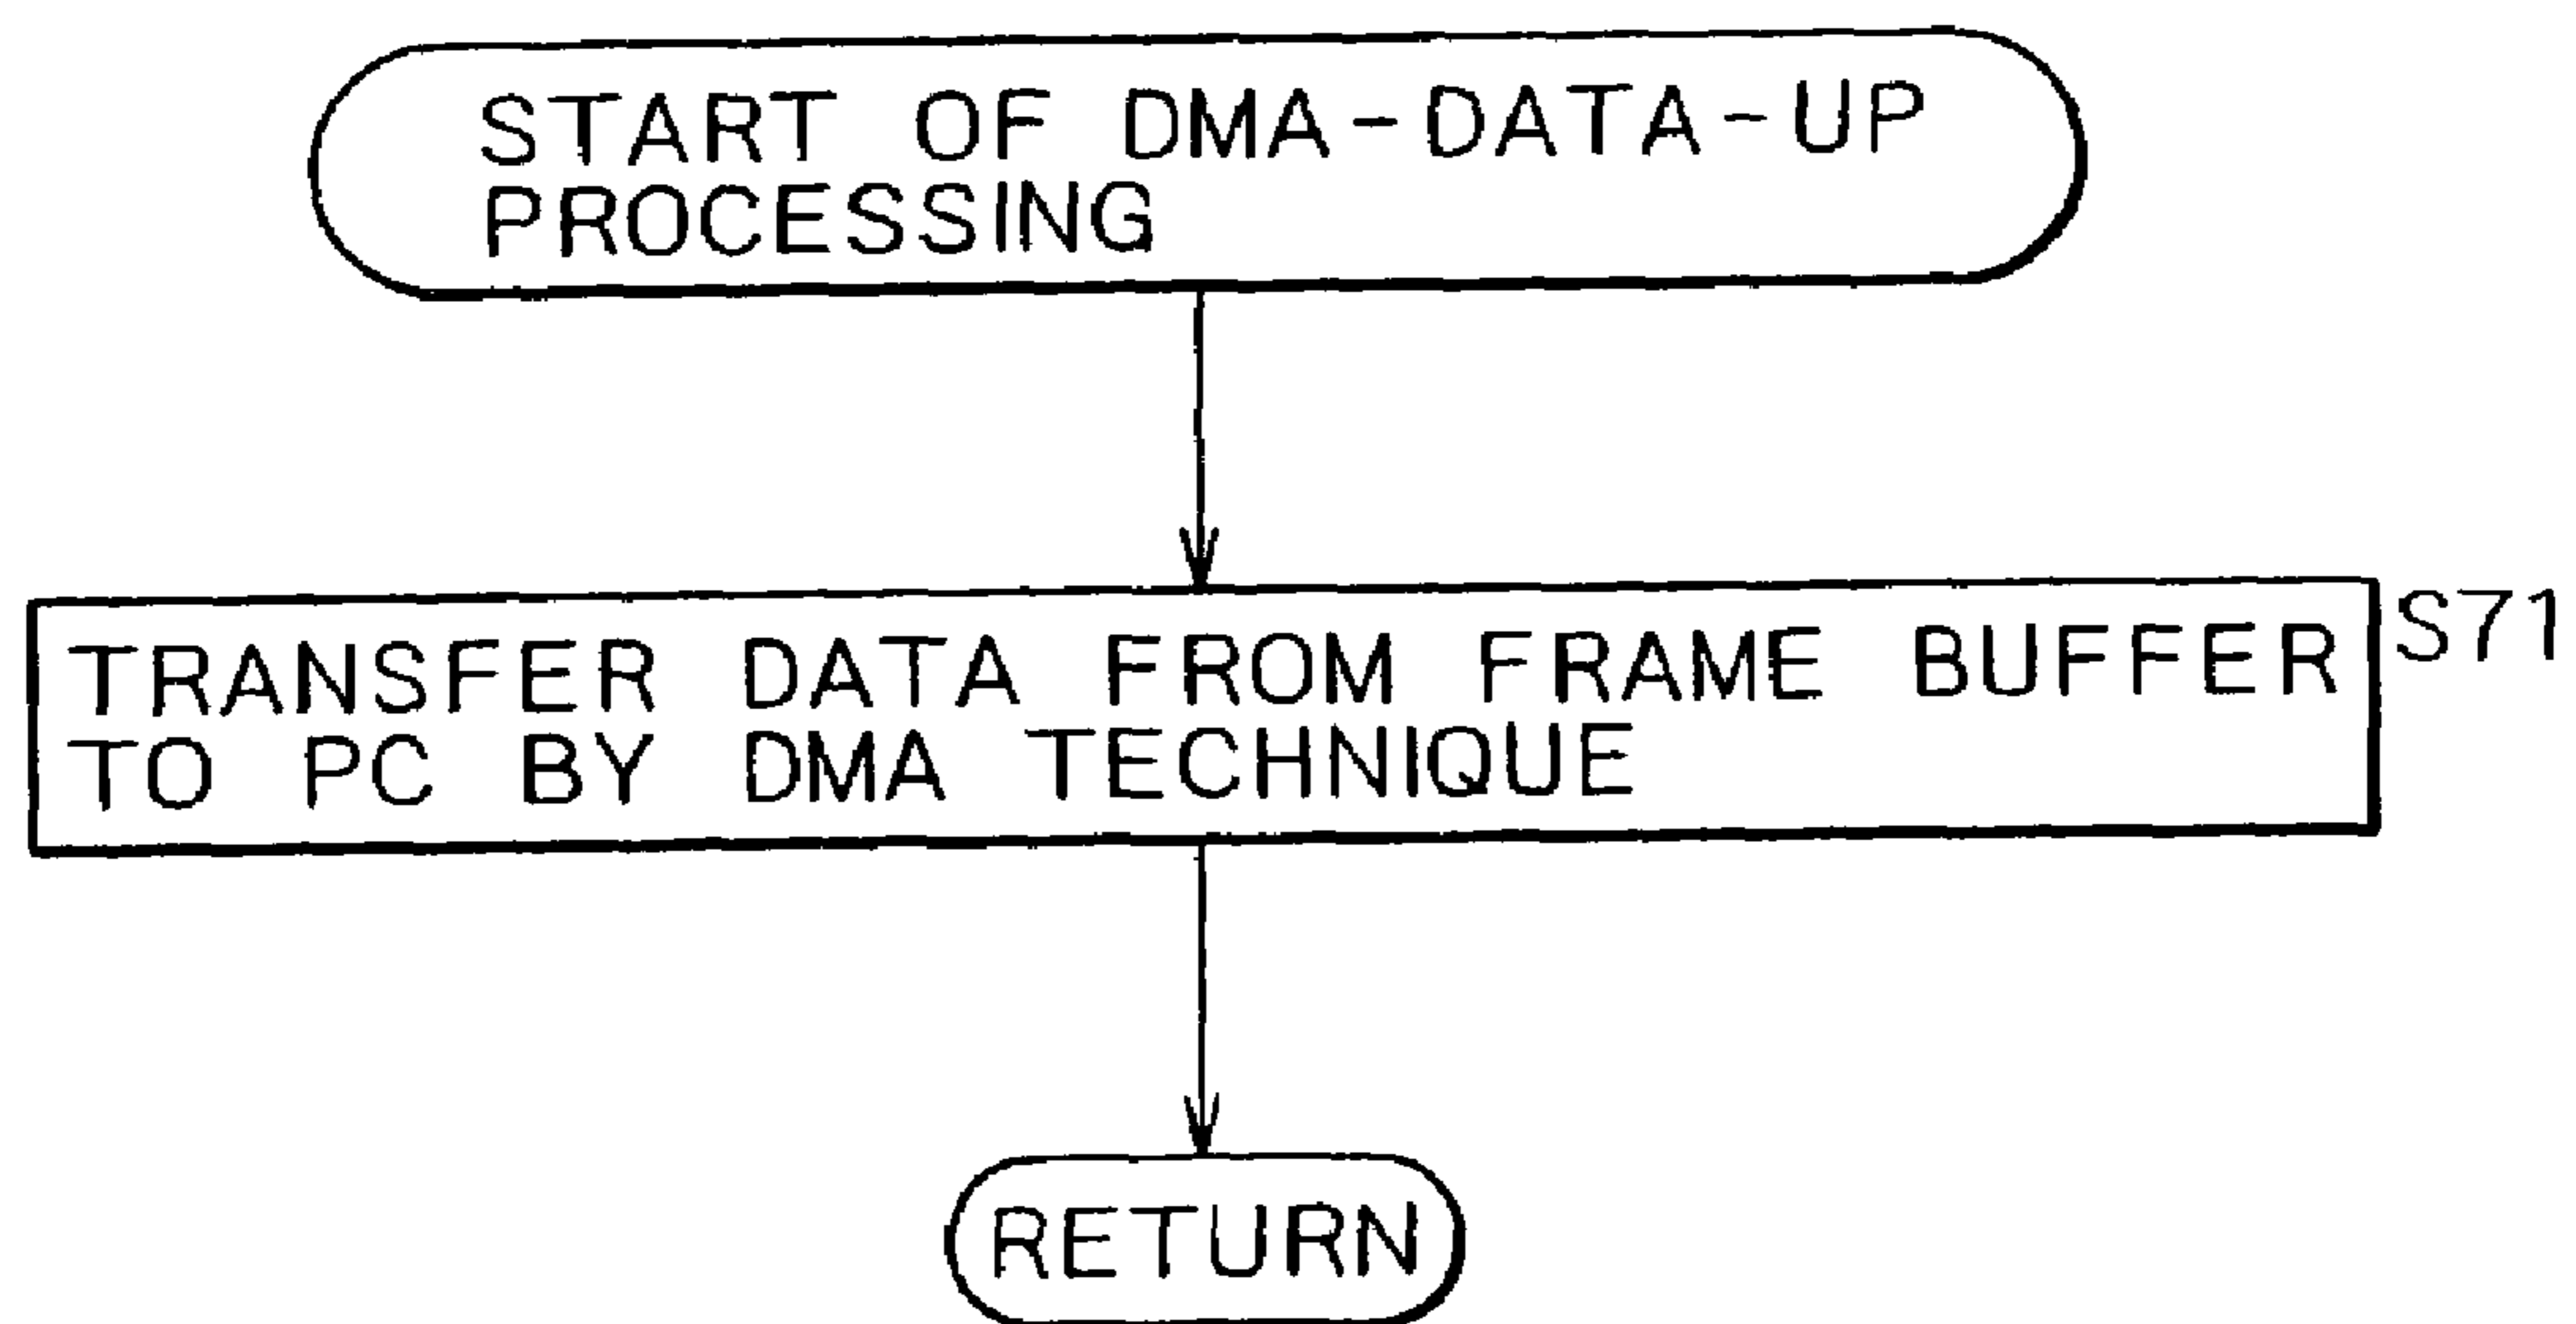 START OF DMA-DATA-UP
PROCESSING
TRANSFER DATA FROM FRAME BUFFER
TO PC BY DMA TECHNIQUE
S71
RETURN